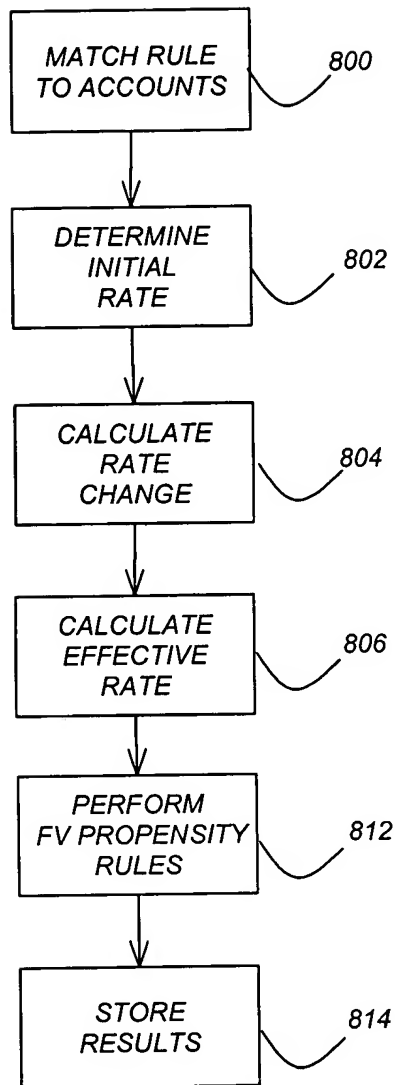 MATCH RULE
TO ACCOUNTS
800
DETERMINE
INITIAL
RATE
802
CALCULATE
RATE
CHANGE
804
CALCULATE
EFFECTIVE
RATE
806
PERFORM
FV PROPENSITY
RULES
812
STORE
RESULTS
814